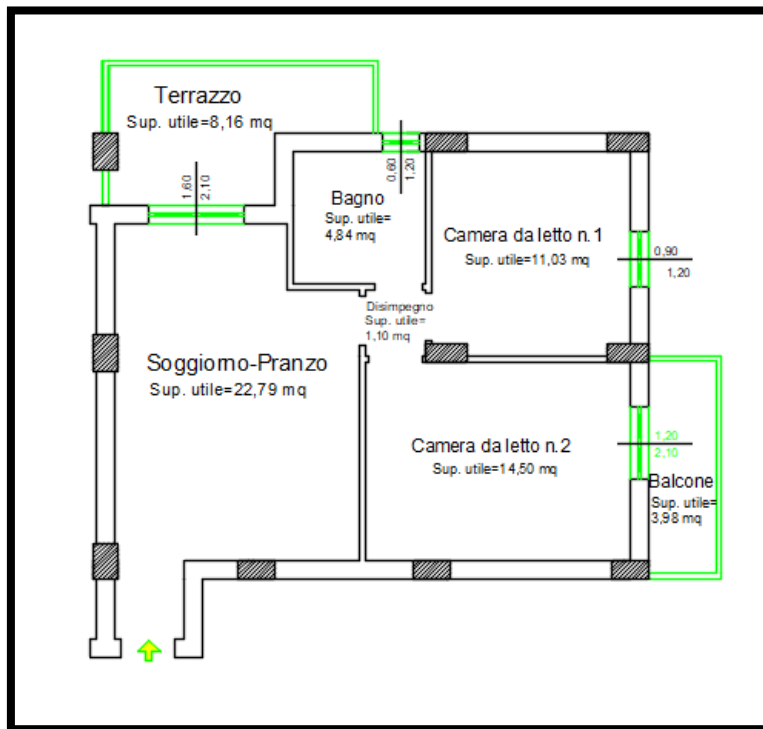 Terrazzo
Sup. utile=8,16 mq
1,60
2,10
0,60
1,20
Bagno
Sup. utile=
4,84 mq
Camera da letto n.1
Sup. utile=11,03 mq
0,90
1,20
Disimpegno
Sup. utile=
1,10 mq
Soggiorno-Pranzo
Sup. utile=22,79 mq
Camera da letto n.2
Sup. utile=14,50 mq
1,20
2,10
Balcone
Sup. utile=
3,98 mq